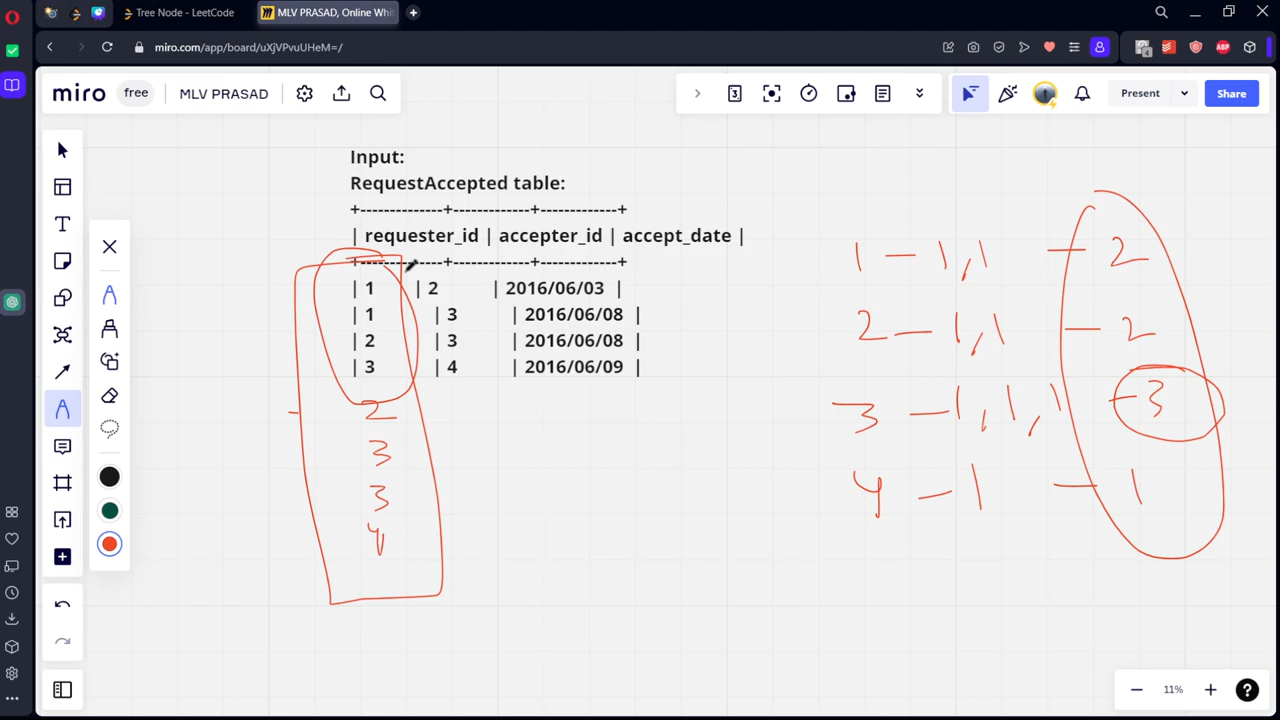 Tree Node - LeetCode
MLV PRASAD, Online Whi
miro.com/app/board/uXjVPvuUHeM=/
4
ABP
miro free MLV PRASAD
3
Present
Share
Input:
RequestAccepted table:
+--------------+-------------+-------------+
| requester_id | accepter_id | accept_date |
+--------------+-------------+-------------+
| 1 | 2 | 2016/06/03 |
| 1 | 3 | 2016/06/08 |
| 2 | 3 | 2016/06/08 |
| 3 | 4 | 2016/06/09 |
2
3
3
4
1 — 1,1 — 2
2 — 1,1 — 2
3 — 1,1,1 — 3
4 — 1 — 1
11%